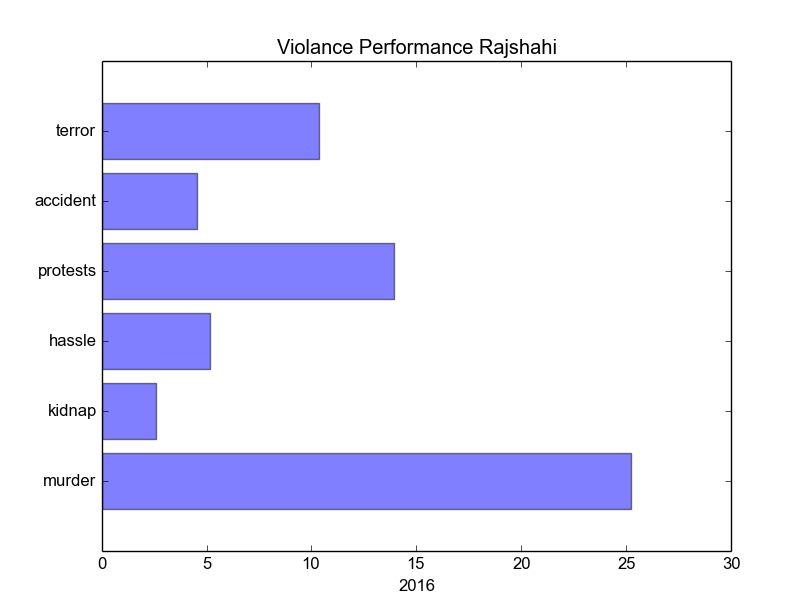 Violance Performance Rajshahi
terror
accident
protests
hassle
kidnap
murder
0 5 10 15 20 25 30
2016